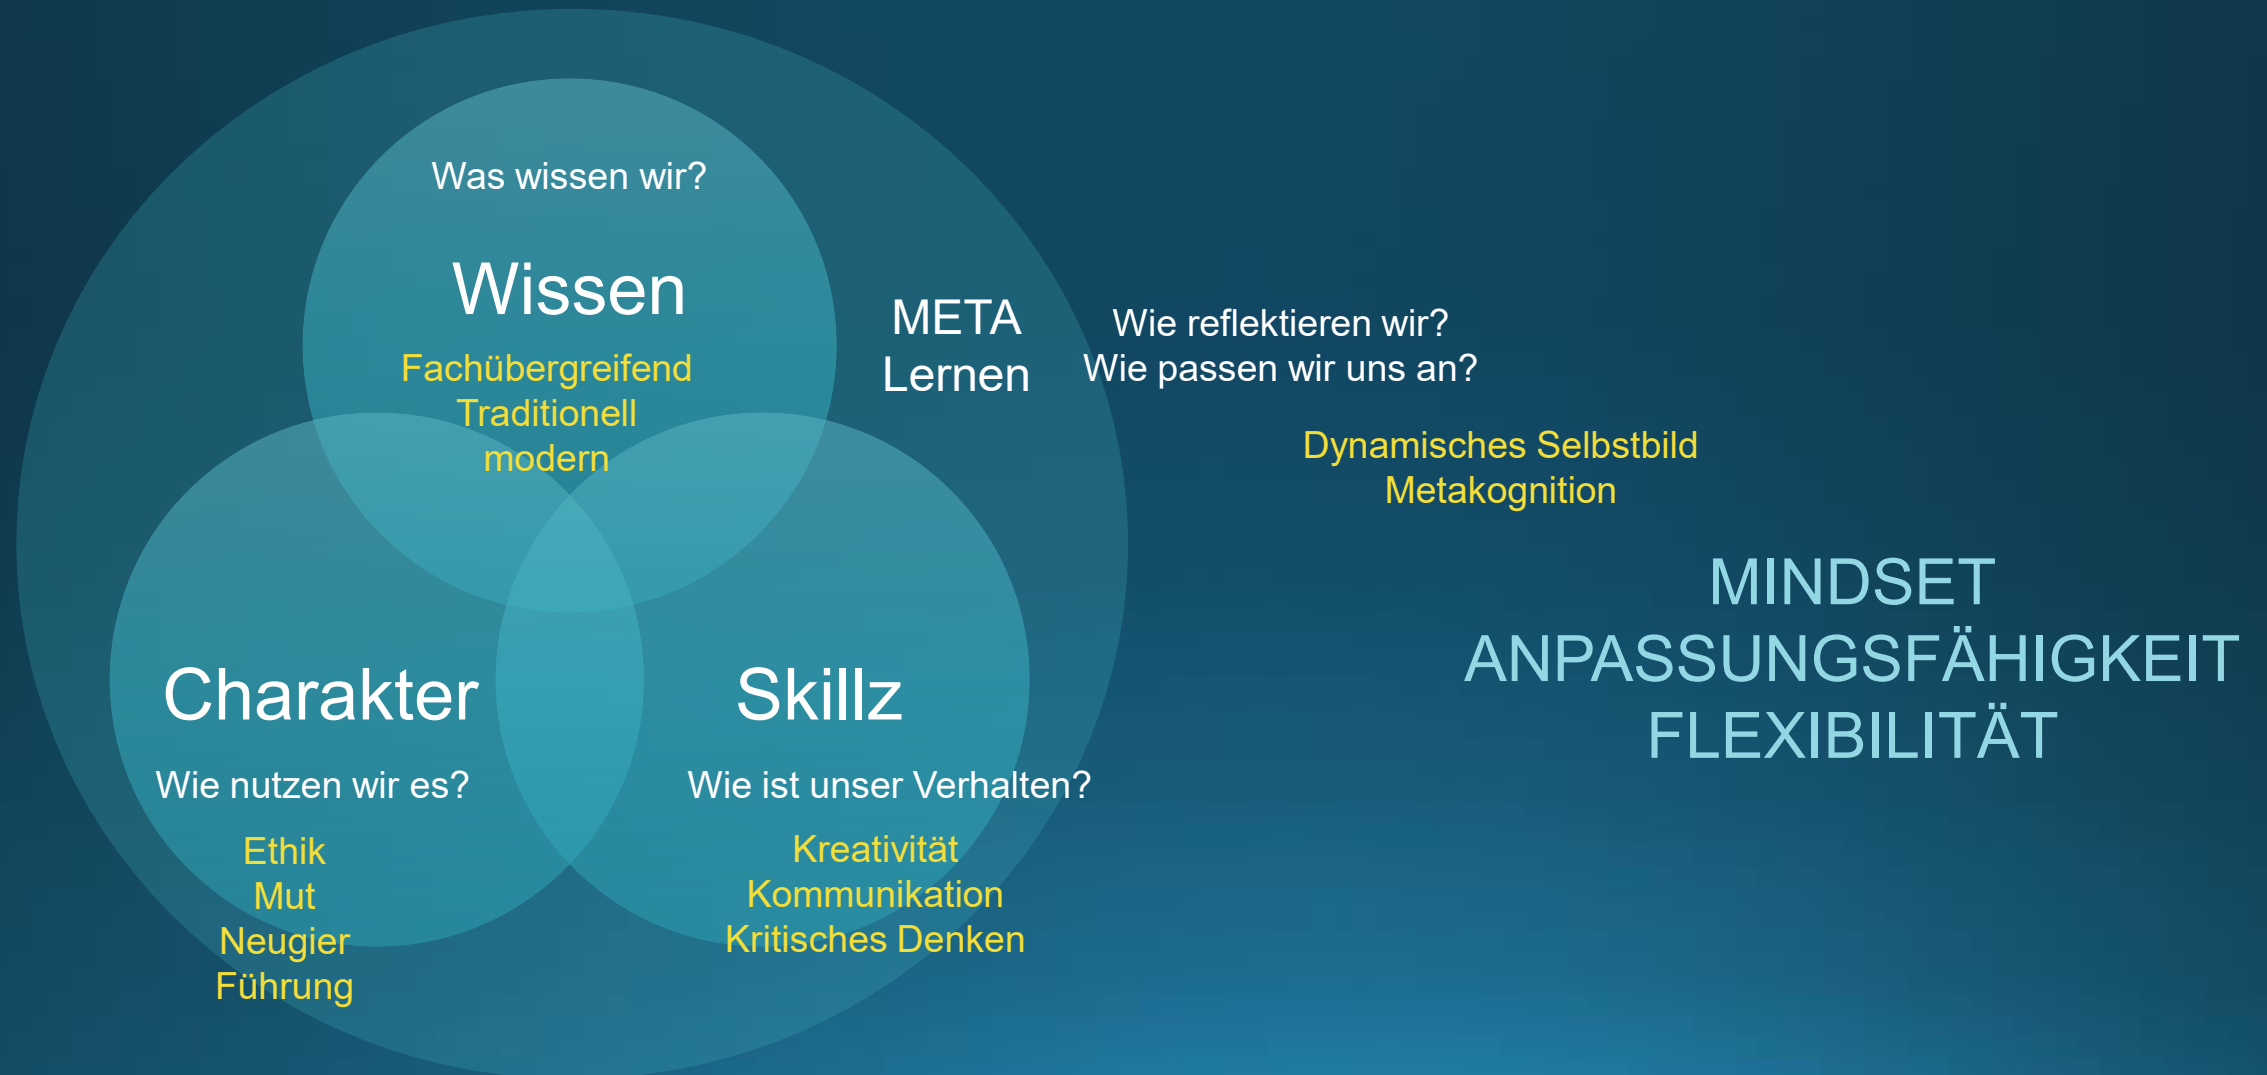 Was wissen wir?
Wissen
Fachübergreifend
Traditionell
modern
META
Lernen
Wie reflektieren wir?
Wie passen wir uns an?
Dynamisches Selbstbild
Metakognition
MINDSET
ANPASSUNGSFÄHIGKEIT
FLEXIBILITÄT
Charakter
Wie nutzen wir es?
Ethik
Mut
Neugier
Führung
Skillz
Wie ist unser Verhalten?
Kreativität
Kommunikation
Kritisches Denken